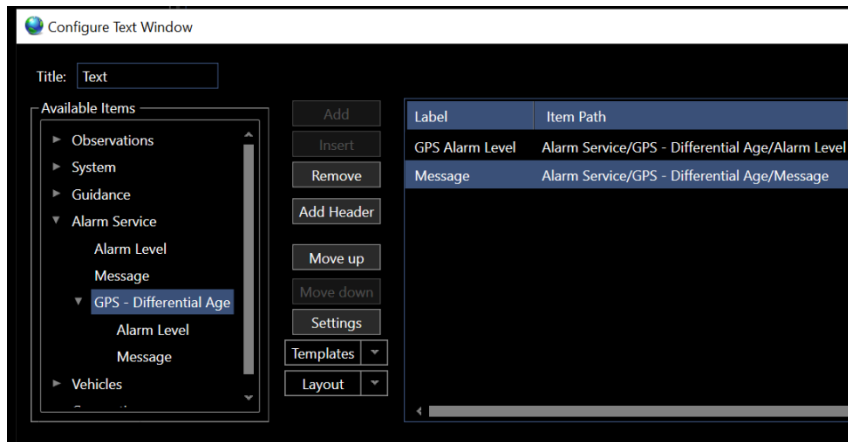 Configure Text Window
Title: Text
Available Items
Observations
System
Guidance
Alarm Service
Alarm Level
Message
GPS - Differential Age
Alarm Level
Message
Vehicles
Add
Insert
Remove
Add Header
Move up
Move down
Settings
Templates
Layout
Label Item Path
GPS Alarm Level Alarm Service/GPS - Differential Age/Alarm Level
Message Alarm Service/GPS - Differential Age/Message